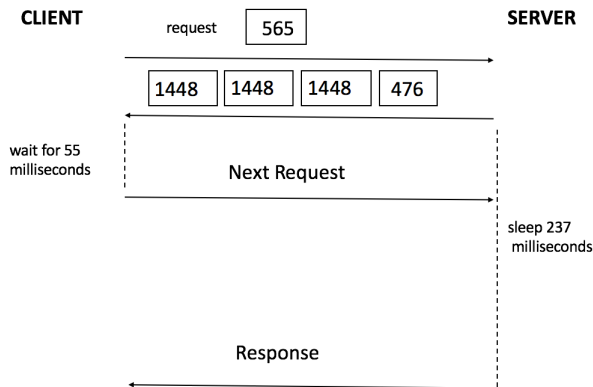 CLIENT
SERVER
request
565
1448
1448
1448
476
wait for 55
milliseconds
Next Request
sleep 237
milliseconds
Response